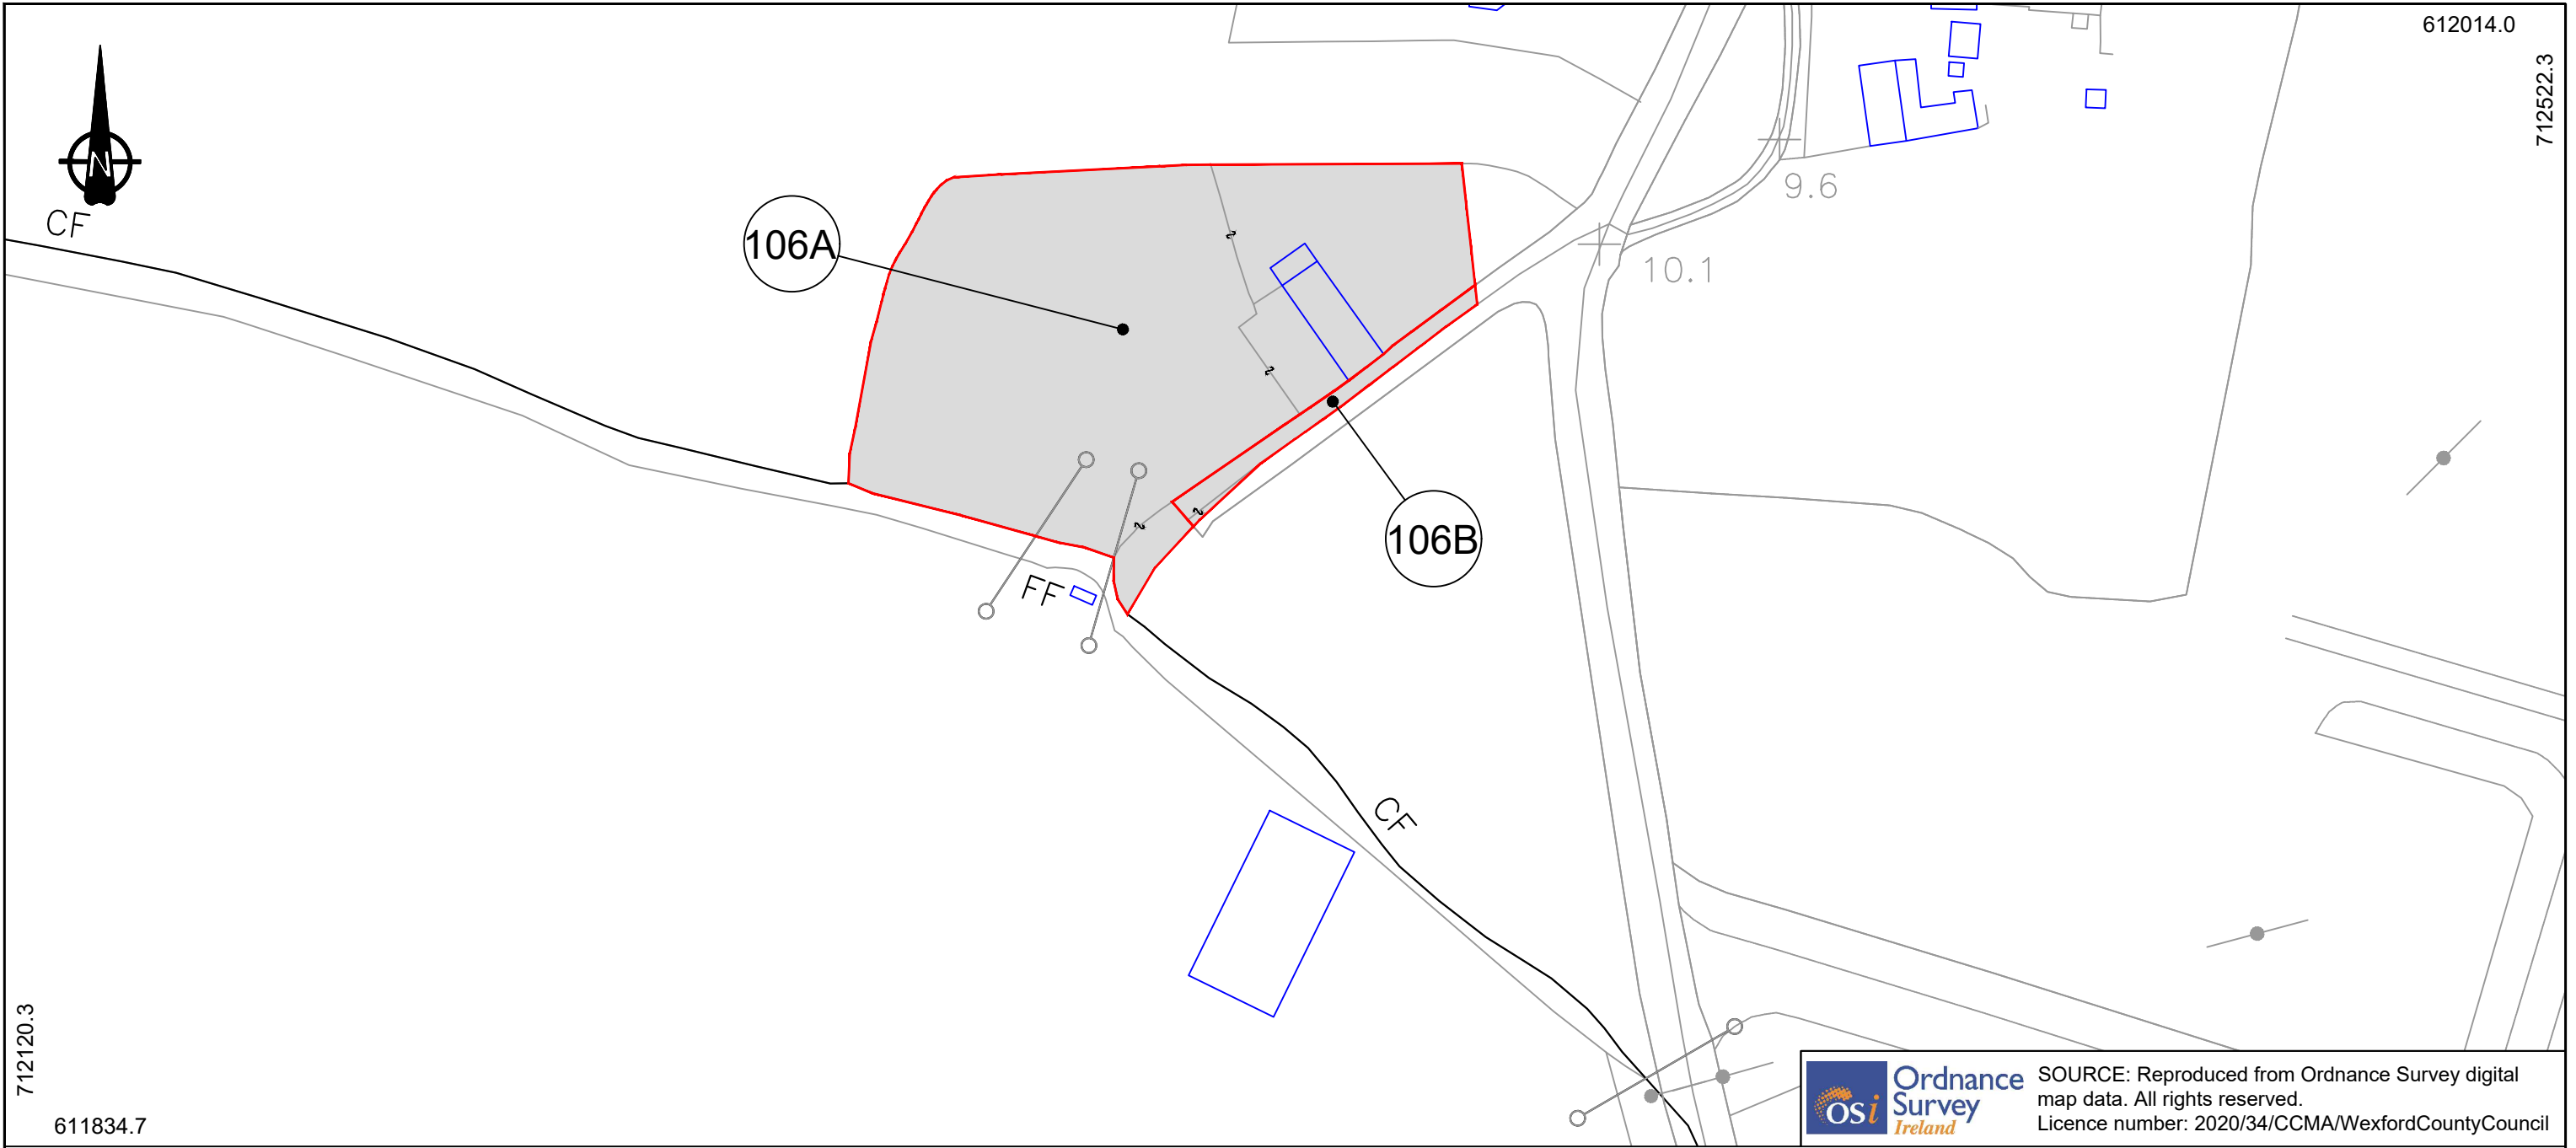 612014.0
712522.3
N
CF
9.6
106A
10.1
106B
FF
CF
712120.3
611834.7
osi
Ordnance
Survey
Ireland
SOURCE: Reproduced from Ordnance Survey digital
map data. All rights reserved.
Licence number: 2020/34/CCMA/WexfordCountyCouncil